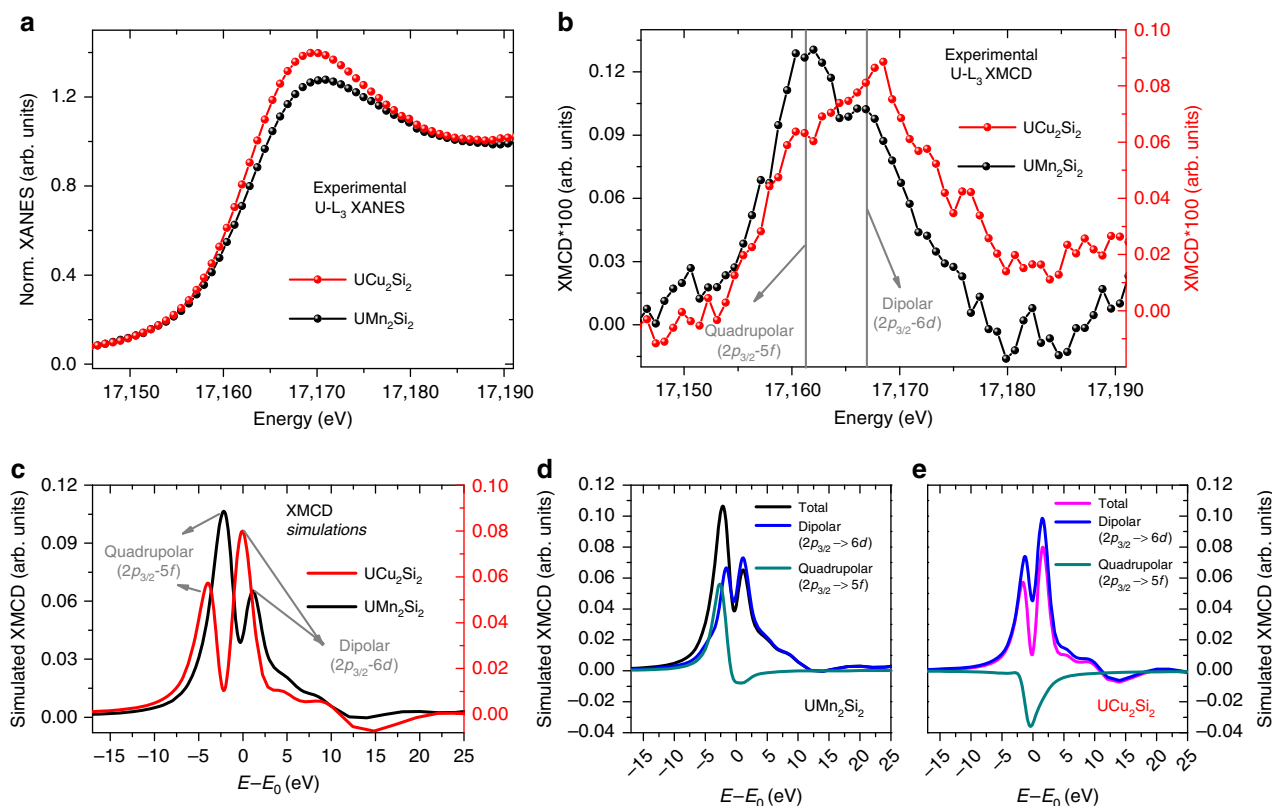 a
Norm. XANES (arb. units)
1.2
0.8
0.4
0.0
Experimental
U-L₃ XANES
UCu₂Si₂
UMn₂Si₂
17,150
17,160
17,170
17,180
17,190
Energy (eV)
b
XMCD*100 (arb. units)
0.12
0.09
0.06
0.03
0.00
Experimental
U-L₃ XMCD
UCu₂Si₂
UMn₂Si₂
Quadrupolar
(2p₃/₂-5f)
Dipolar
(2p₃/₂-6d)
0.10
0.08
0.06
0.04
0.02
0.00
XMCD*100 (arb. units)
17,150
17,160
17,170
17,180
17,190
Energy (eV)
c
Simulated XMCD (arb. units)
0.12
0.09
0.06
0.03
0.00
XMCD
simulations
Quadrupolar
(2p₃/₂-5f)
UCu₂Si₂
UMn₂Si₂
Dipolar
(2p₃/₂-6d)
0.10
0.08
0.06
0.04
0.02
0.00
−15
−10
−5
0
5
10
15
20
25
E−E₀ (eV)
d
Simulated XMCD (arb. units)
0.12
0.10
0.08
0.06
0.04
0.02
0.00
−0.02
−0.04
Total
Dipolar
(2p₃/₂−>6d)
Quadrupolar
(2p₃/₂−>5f)
UMn₂Si₂
−15
−10
−5
0
5
10
15
20
25
E−E₀ (eV)
e
Total
Dipolar
(2p₃/₂−>6d)
Quadrupolar
(2p₃/₂−>5f)
UCu₂Si₂
0.12
0.10
0.08
0.06
0.04
0.02
0.00
−0.02
−0.04
Simulated XMCD (arb. units)
−15
−10
−5
0
5
10
15
20
25
E−E₀ (eV)